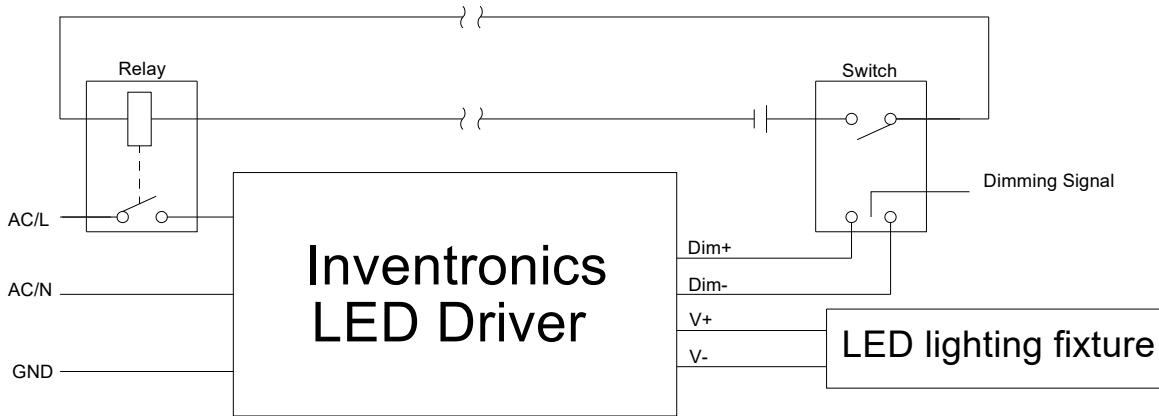 Relay
Switch
Dimming Signal
AC/L
AC/N
GND
Inventronics
LED Driver
Dim+
Dim-
V+
V-
LED lighting fixture